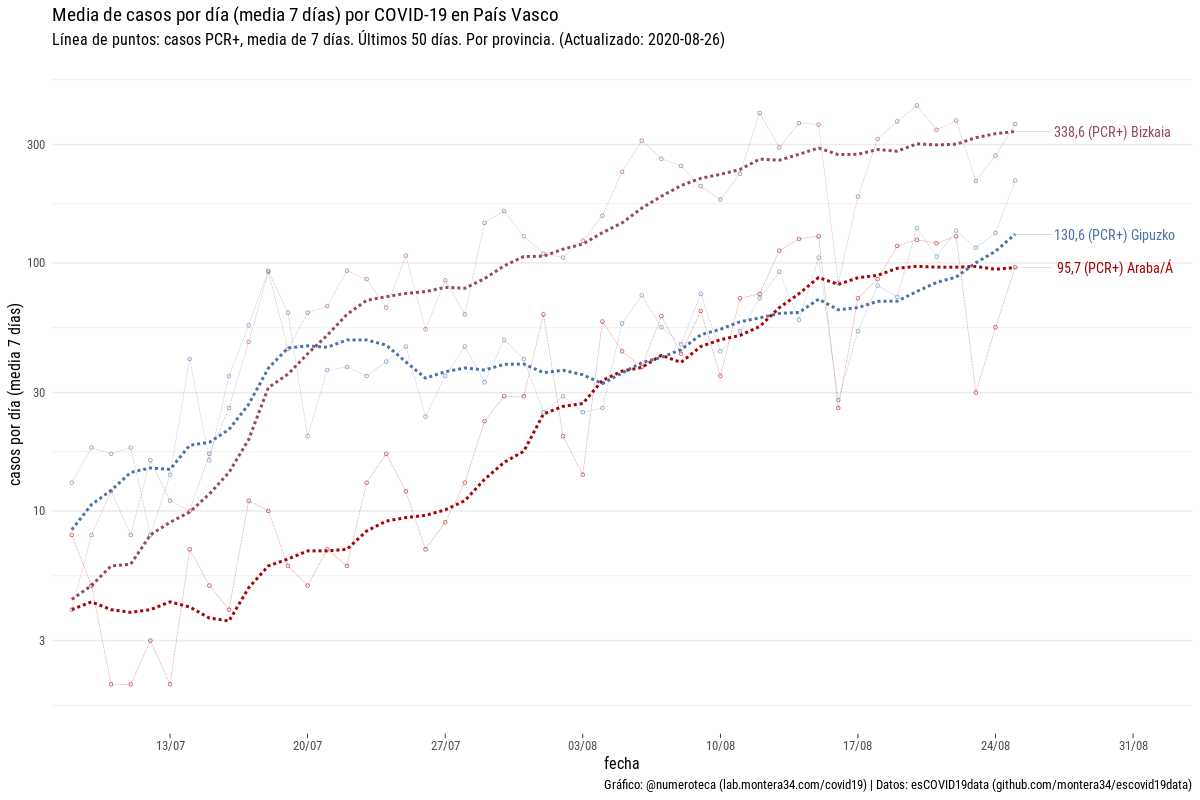 Media de casos por día (media 7 días) por COVID-19 en País Vasco
Línea de puntos: casos PCR+, media de 7 días. Últimos 50 días. Por provincia. (Actualizado: 2020-08-26)
casos por día (media 7 días)
300
100
30
10
3
338,6 (PCR+) Bizkaia
130,6 (PCR+) Gipuzko
95,7 (PCR+) Araba/Á
13/07
20/07
27/07
03/08
10/08
17/08
24/08
31/08
fecha
Gráfico: @numeroteca (lab.montera34.com/covid19) | Datos: esCOVID19data (github.com/montera34/escovid19data)